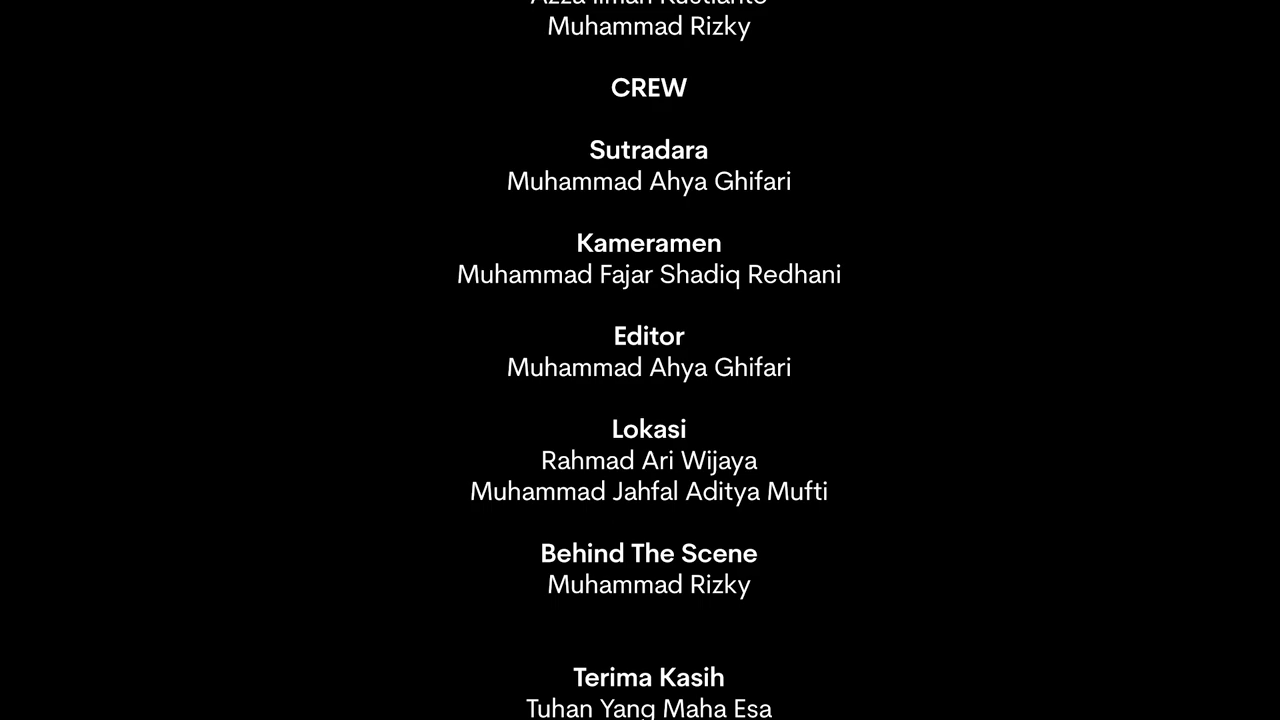 Muhammad Rizky
CREW
Sutradara
Muhammad Ahya Ghifari
Kameramen
Muhammad Fajar Shadiq Redhani
Editor
Muhammad Ahya Ghifari
Lokasi
Rahmad Ari Wijaya
Muhammad Jahfal Aditya Mufti
Behind The Scene
Muhammad Rizky
Terima Kasih
Tuhan Yang Maha Esa